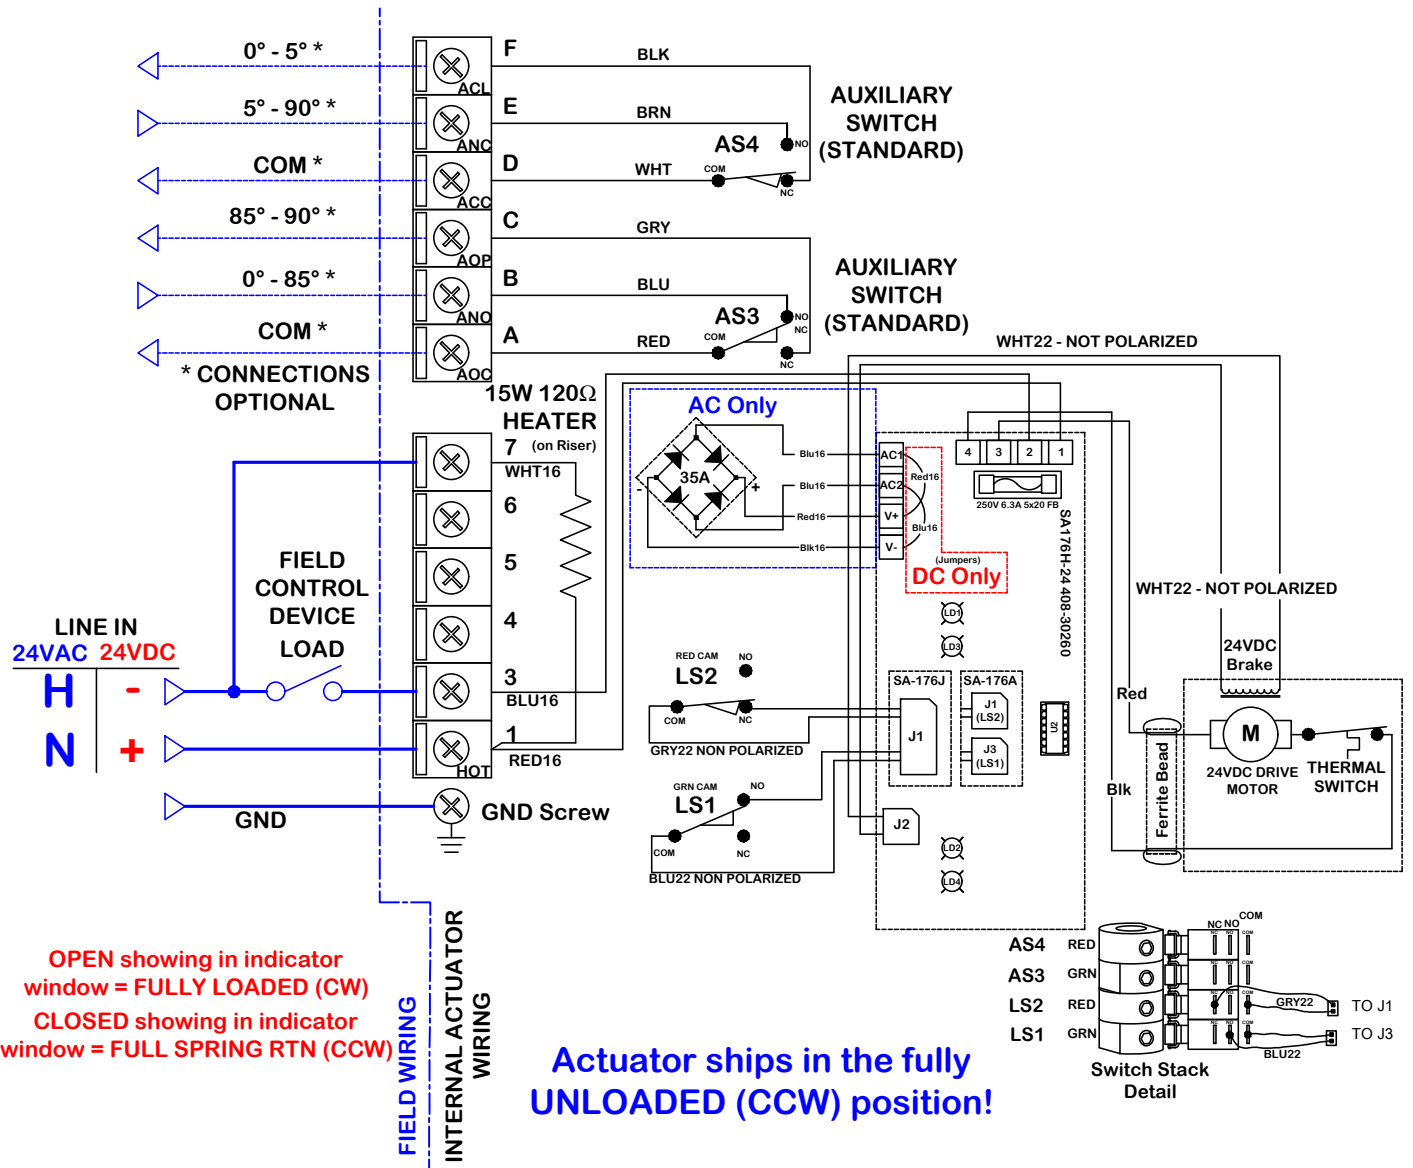 0° - 5° *
F
BLK
ACL
5° - 90° *
E
BRN
ANC
COM *
D
WHT
ACC
AS4
NO
COM
NC
AUXILIARY
SWITCH
(STANDARD)
85° - 90° *
C
GRY
AOP
0° - 85° *
B
BLU
ANO
COM *
A
RED
AOC
AS3
NO
NC
COM
NC
AUXILIARY
SWITCH
(STANDARD)
* CONNECTIONS
OPTIONAL
15W 120Ω
HEATER
(on Riser)
7
WHT16
6
5
4
3
BLU16
1
RED16
HOT
GND Screw
FIELD
CONTROL
DEVICE
LOAD
LINE IN
24VAC 24VDC
H -
N +
GND
AC Only
35A
-
+
Blu16
Blu16
Red16
Blk16
AC1
AC2
V+
V-
Red16
Blu16
(Jumpers)
DC Only
4 3 2 1
250V 6.3A 5x20 FB
SA176H-24 408-30260
WHT22 - NOT POLARIZED
WHT22 - NOT POLARIZED
LD1
LD3
RED CAM
LS2
NO
COM
NC
GRY22 NON POLARIZED
GRN CAM
LS1
NO
COM
NC
BLU22 NON POLARIZED
SA-176J
J1
SA-176A
J1
(LS2)
J3
(LS1)
U2
J2
LD2
LD4
24VDC
Brake
Red
Blk
Ferrite Bead
M
24VDC DRIVE
MOTOR
THERMAL
SWITCH
OPEN showing in indicator
window = FULLY LOADED (CW)
CLOSED showing in indicator
window = FULL SPRING RTN (CCW)
FIELD WIRING
INTERNAL ACTUATOR
WIRING
Actuator ships in the fully
UNLOADED (CCW) position!
NC NO COM
NC NO COM
AS4 RED
AS3 GRN
LS2 RED
NC NO COM
GRY22
TO J1
LS1 GRN
NC NO COM
BLU22
TO J3
Switch Stack
Detail